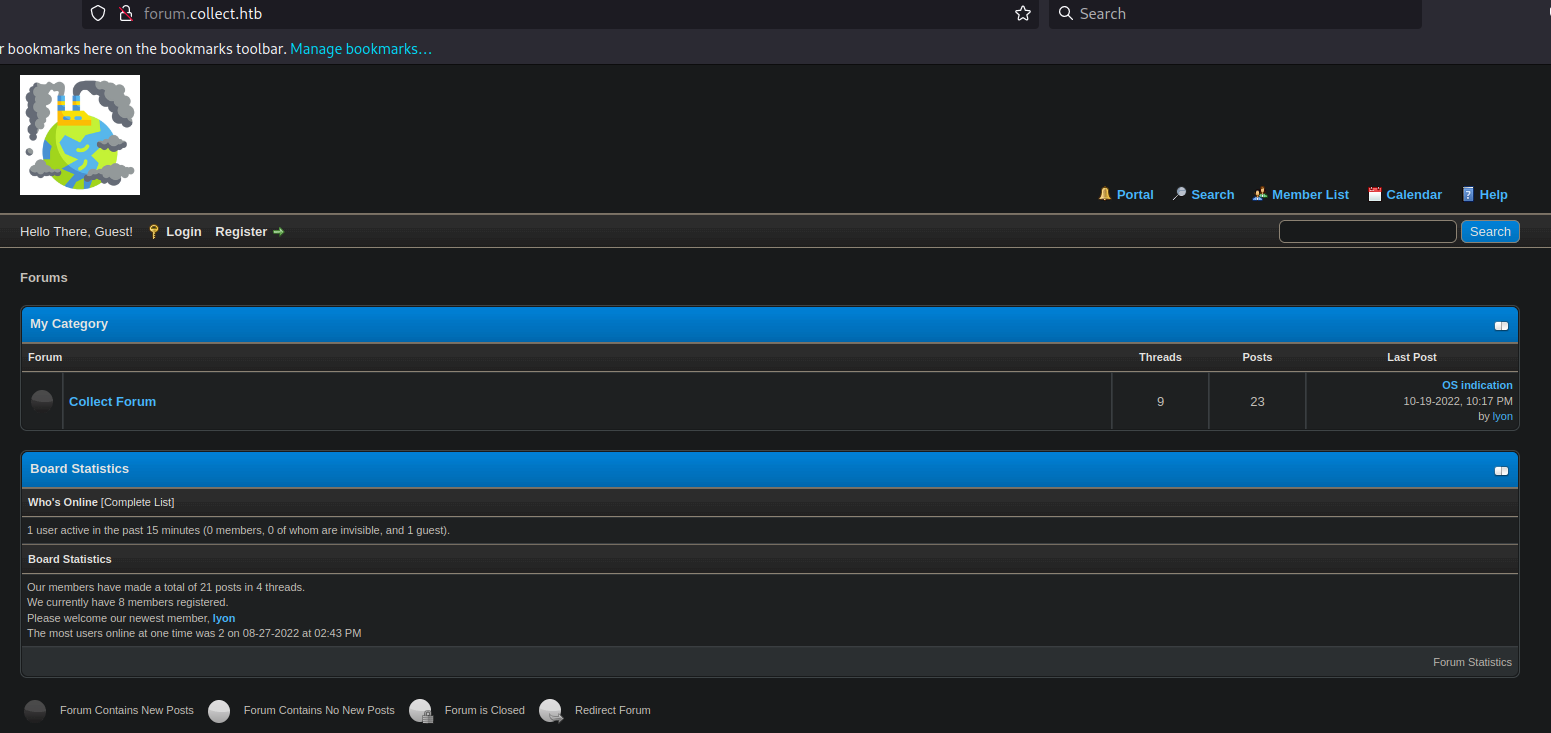 forum.collect.htb
Search
r bookmarks here on the bookmarks toolbar. Manage bookmarks…
Portal Search Member List Calendar ? Help
Hello There, Guest! Login Register
Search
Forums
My Category
Forum Threads Posts Last Post
Collect Forum 9 23
OS indication
10-19-2022, 10:17 PM
by lyon
Board Statistics
Who's Online [Complete List]
1 user active in the past 15 minutes (0 members, 0 of whom are invisible, and 1 guest).
Board Statistics
Our members have made a total of 21 posts in 4 threads.
We currently have 8 members registered.
Please welcome our newest member, lyon
The most users online at one time was 2 on 08-27-2022 at 02:43 PM
Forum Statistics
Forum Contains New Posts Forum Contains No New Posts Forum is Closed Redirect Forum